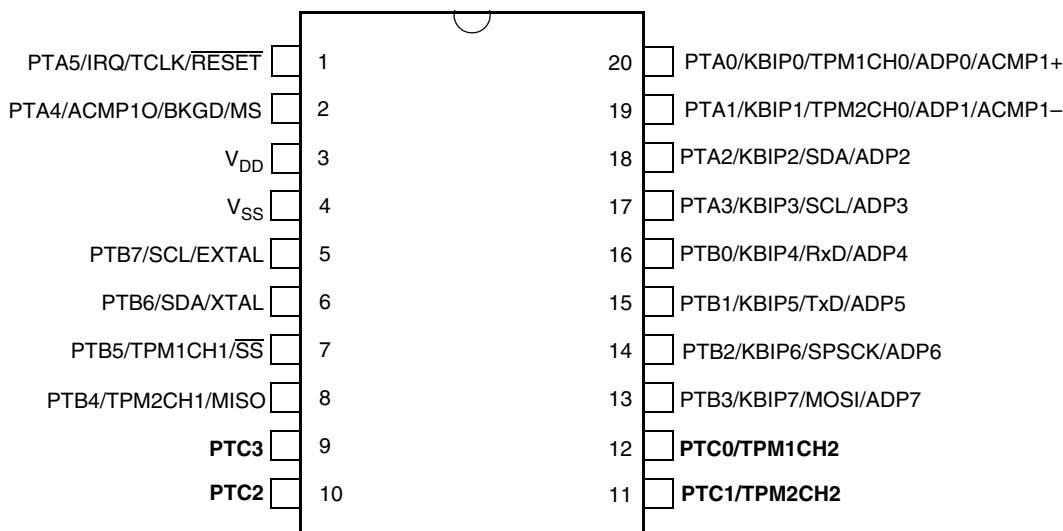 PTA5/IRQ/TCLK/RESET 1
PTA4/ACMP1O/BKGD/MS 2
VDD 3
VSS 4
PTB7/SCL/EXTAL 5
PTB6/SDA/XTAL 6
PTB5/TPM1CH1/SS 7
PTB4/TPM2CH1/MISO 8
PTC3 9
PTC2 10
20 PTA0/KBIP0/TPM1CH0/ADP0/ACMP1+
19 PTA1/KBIP1/TPM2CH0/ADP1/ACMP1–
18 PTA2/KBIP2/SDA/ADP2
17 PTA3/KBIP3/SCL/ADP3
16 PTB0/KBIP4/RxD/ADP4
15 PTB1/KBIP5/TxD/ADP5
14 PTB2/KBIP6/SPSCK/ADP6
13 PTB3/KBIP7/MOSI/ADP7
12 PTC0/TPM1CH2
11 PTC1/TPM2CH2